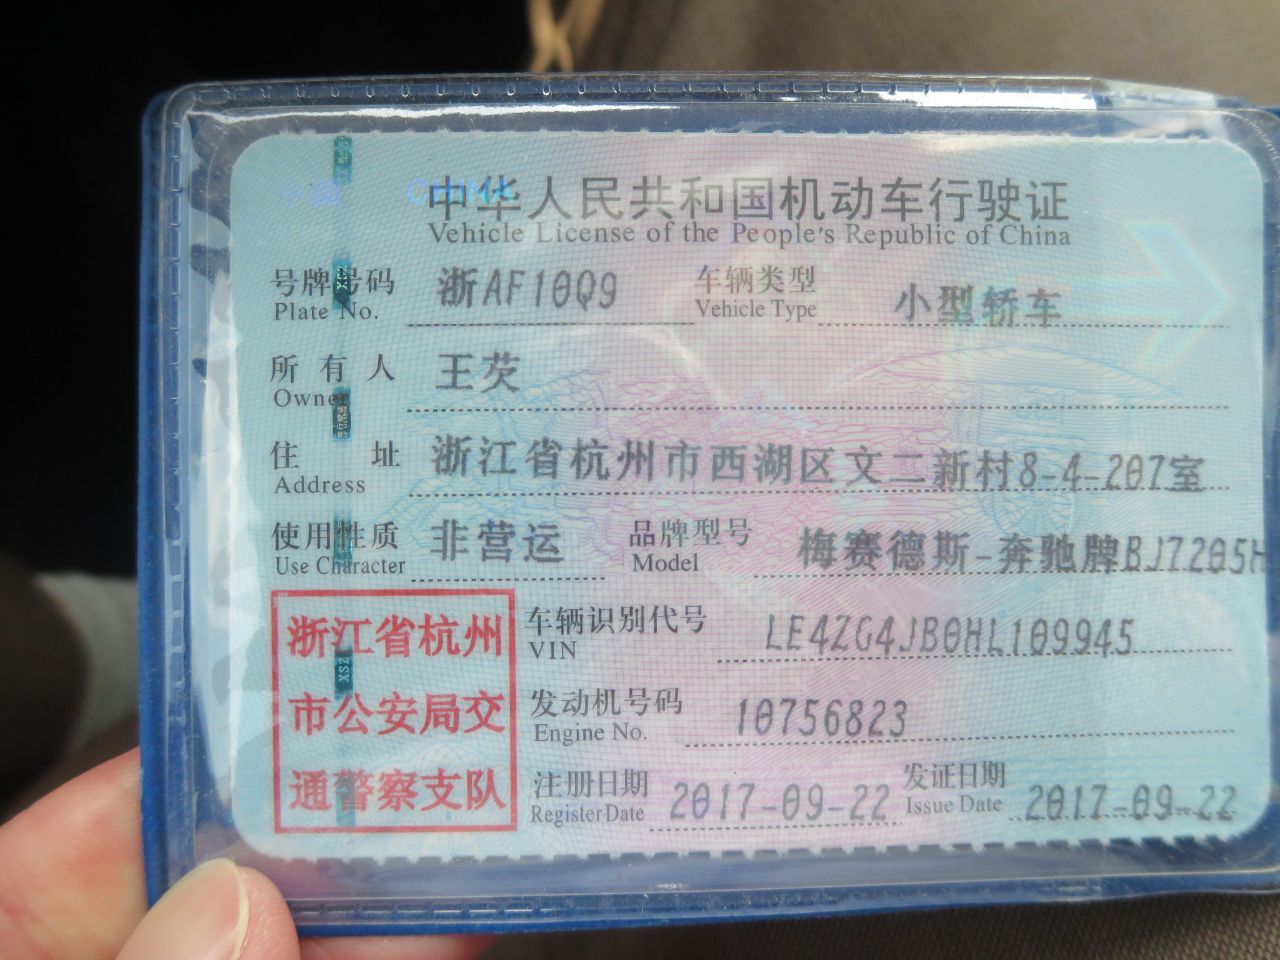 中华人民共和国机动车行驶证
Vehicle License of the People's Republic of China
号牌号码 浙AF10Q9 车辆类型 小型轿车
Plate No. Vehicle Type
所有人 王芡
Owner
住址 浙江省杭州市西湖区文二新村8-4-207室
Address
使用性质 非营运 品牌型号 梅赛德斯-奔驰牌BJ7205H
Use Character Model
浙江省杭州
市公安局交
通警察支队
车辆识别代号 LE4ZG4JB0HL109945
VIN
发动机号码 10756823
Engine No.
注册日期 2017-09-22 发证日期 2017-09-22
Register Date Issue Date